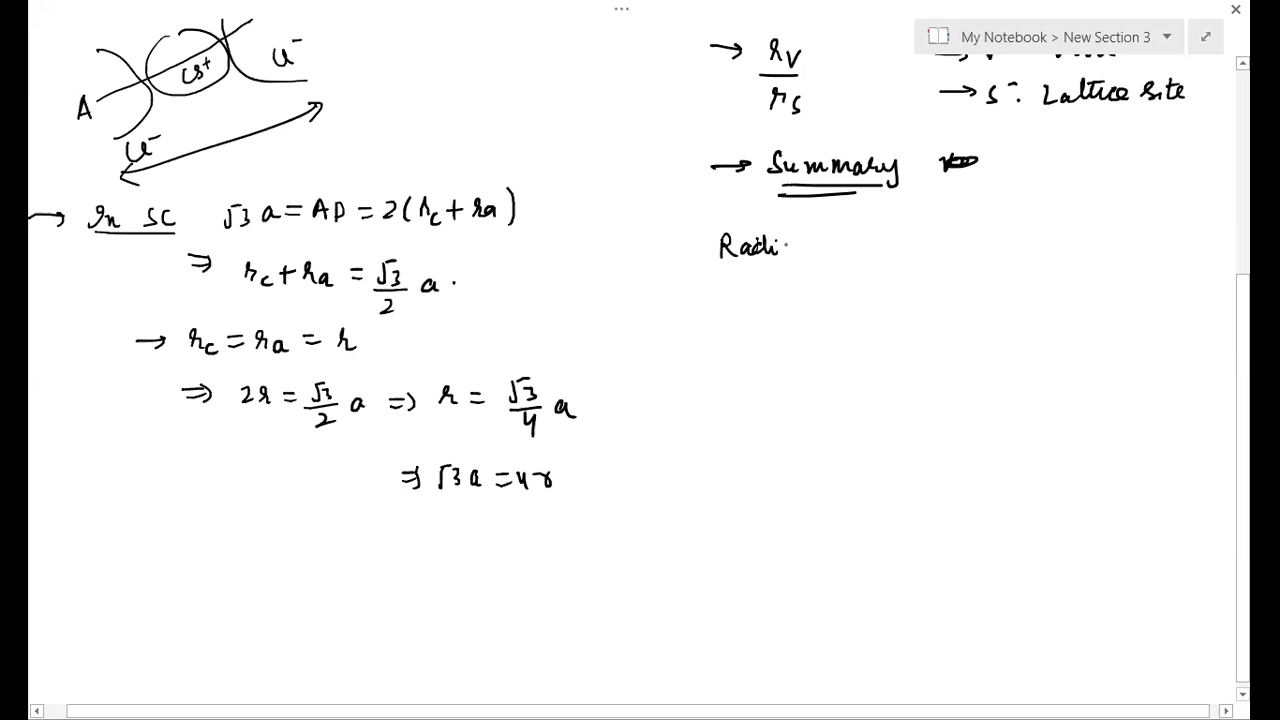 My Notebook > New Section 3
Cs+
Cl-
A
Cl-
→ In SC √3 a = AD = 2(rc + ra)
⇒ rc + ra = √3/2 a.
→ rc = ra = r
⇒ 2r = √3/2 a ⇒ r = √3/4 a
⇒ √3 a = 4r
→ rv/rs
→ s: Lattice Site
→ Summary
Radi